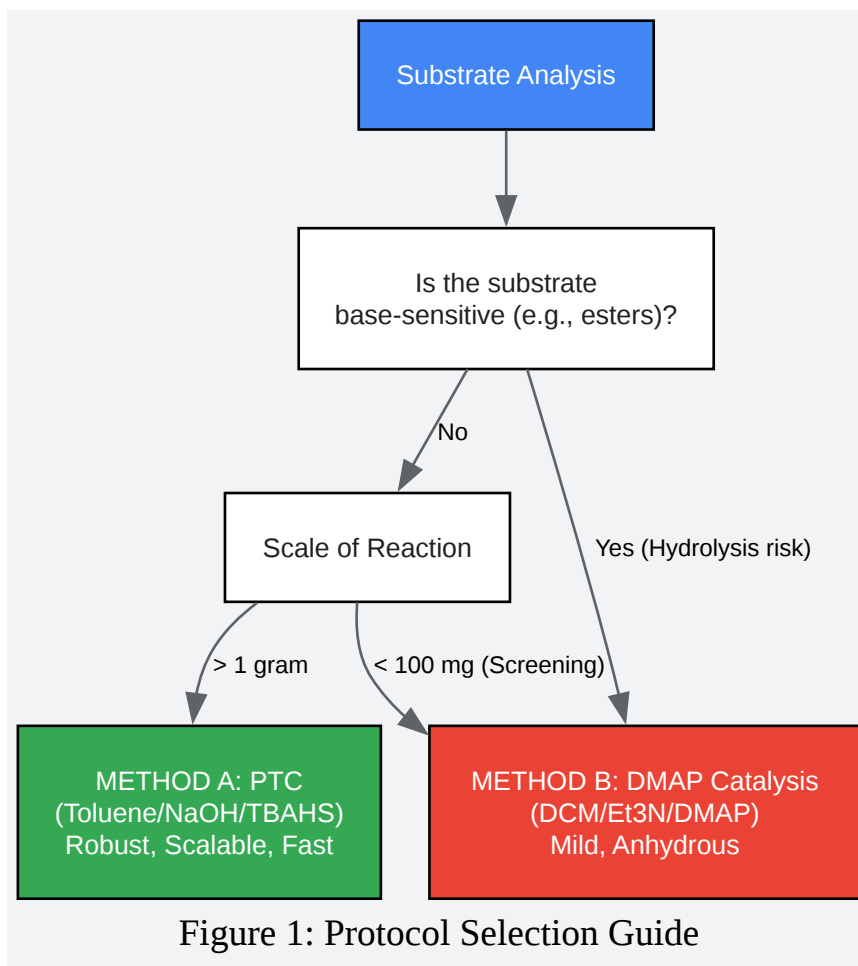 Substrate Analysis
Is the substrate
base-sensitive (e.g., esters)?
No
Scale of Reaction
Yes (Hydrolysis risk)
> 1 gram
< 100 mg (Screening)
METHOD A: PTC
(Toluene/NaOH/TBAHS)
Robust, Scalable, Fast
METHOD B: DMAP Catalysis
(DCM/Et3N/DMAP)
Mild, Anhydrous
Figure 1: Protocol Selection Guide